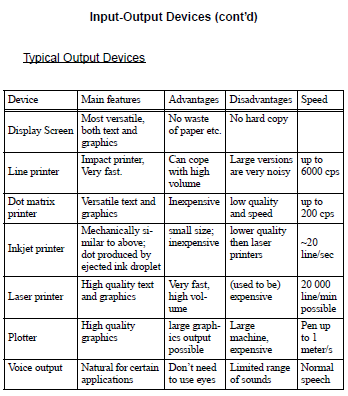 Input-Output Devices (cont'd)
Typical Output Devices
Device Main features Advantages Disadvantages Speed
Display Screen
Most versatile,
both text and
graphics
No waste
of paper etc.
No hard copy
Line printer
Impact printer,
Very fast.
Can cope
with high
volume
Large versions
are very noisy
up to
6000 cps
Dot matrix
printer
Versatile text and
graphics
Inexpensive
low quality
and speed
up to
200 cps
Inkjet printer
Mechanically si-
milar to above;
dot produced by
ejected ink droplet
small size;
inexpensive
lower quality
then laser
printers
~20
line/sec
Laser printer
High quality text
and graphics
Very fast,
high vol-
ume
(used to be)
expensive
20 000
line/min
possible
Plotter
High quality
graphics
large graph-
ics output
possible
Large
machine,
expensive
Pen up
to 1
meter/s
Voice output
Natural for certain
applications
Don't need
to use eyes
Limited range
of sounds
Normal
speech